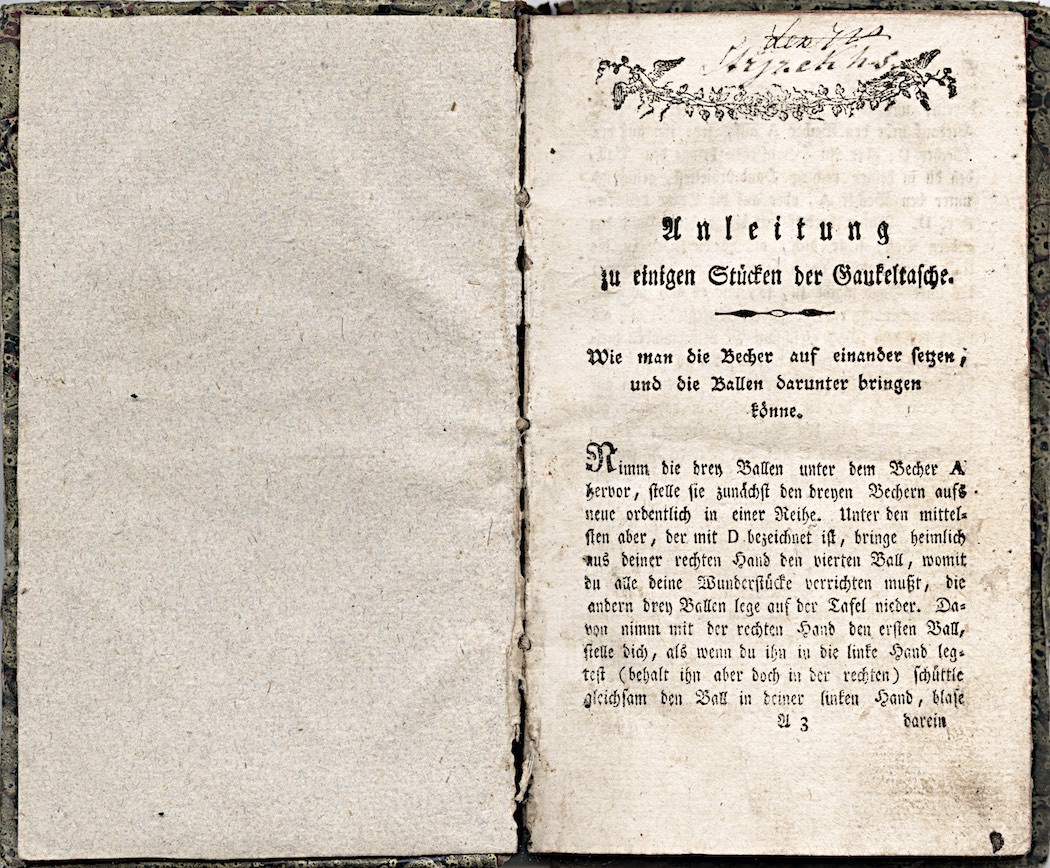 Anleitung
zu einigen Stücken der Gaukeltasche.
Wie man die Becher auf einander setzen,
und die Ballen darunter bringen
könne.
Nimm die drey Ballen unter dem Becher A
hervor, stelle sie zunächst den dreyen Bechern aufs
neue ordentlich in einer Reihe. Unter den mittel=
sten aber, der mit D bezeichnet ist, bringe heimlich
aus deiner rechten Hand den vierten Ball, womit
du alle deine Wunderstücke verrichten mußt, die
andern drey Ballen lege auf der Tafel nieder. Da=
von nimm mit der rechten Hand den ersten Ball,
stelle dich, als wenn du ihn in die linke Hand leg=
test (behalt ihn aber doch in der rechten) schüttle
gleichsam den Ball in deiner linken Hand, blase
A 3 darein